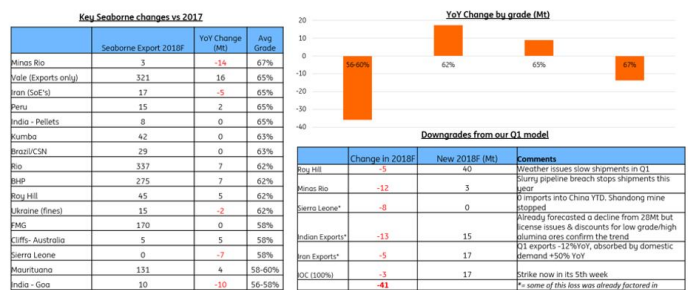 Key Seaborne changes vs 2017
Seaborne Export 2018F YoY Change (Mt) Avg Grade
Minas Rio 3 -14 67%
Vale (Exports only) 321 16 65%
Iran (SoE's) 17 -5 65%
Peru 15 2 65%
India - Pellets 8 0 65%
Kumba 42 0 63%
Brazil/CSN 29 0 63%
Rio 337 7 62%
BHP 275 7 62%
Roy Hill 45 5 62%
Ukraine (fines) 15 -2 62%
FMG 170 0 58%
Cliffs- Australia 5 5 58%
Sierra Leone 0 -7 58%
Maurituana 131 4 58-60%
India - Goa 10 -10 56-58%
YoY Change by grade (Mt)
20
10
0
-10
-20
-30
-40
56-60% 62% 65% 67%
Downgrades from our Q1 model
Change in 2018F New 2018F (Mt) Comments
Roy Hill -5 40 Weather issues slow shipments in Q1
Slurry pipeline breach stops shipments this
Minas Rio -12 3 year
0 imports into China YTD. Shandong mine
Sierra Leone* -8 0 stopped
Already forecasted a decline from 28Mt but
license issues & discounts for low grade/high
Indian Exports* -13 15 alumina ores confirm the trend
Q1 exports -12%YoY, absorbed by domestic
Iran Exports* -5 17 demand +50% YoY
IOC (100%) -3 17 Strike now in its 5th week
-41 *= some of this loss was already factored in